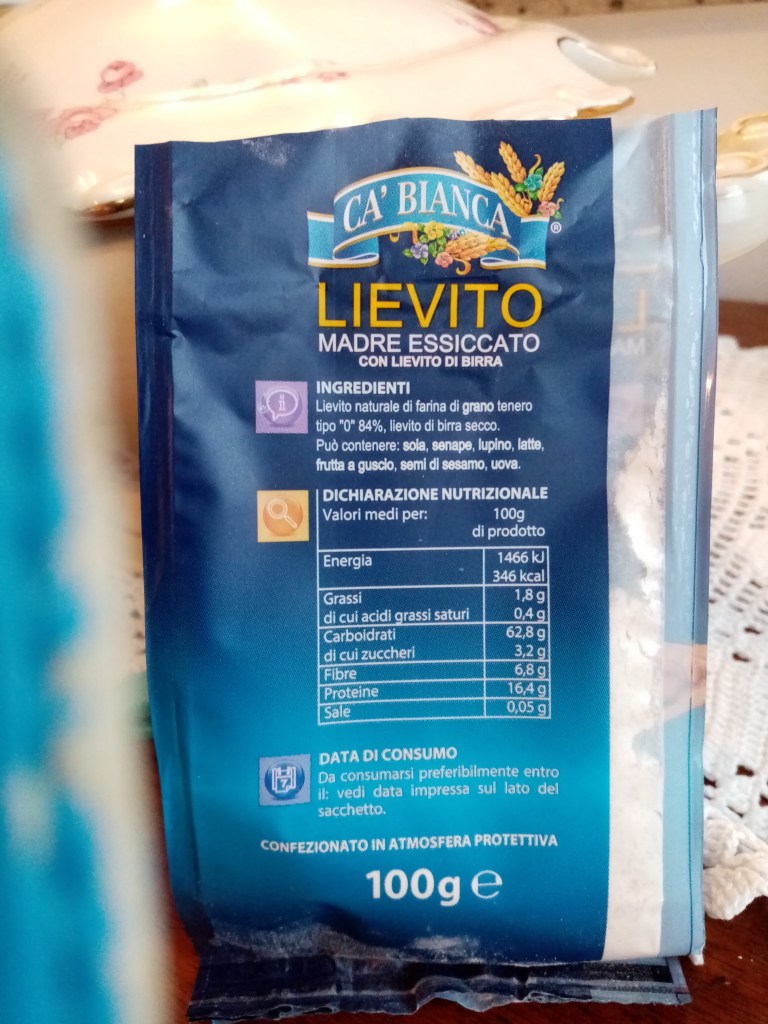 CA' BIANCA
®
LIEVITO
MADRE ESSICCATO
CON LIEVITO DI BIRRA
INGREDIENTI
Lievito naturale di farina di grano tenero
tipo "0" 84%, lievito di birra secco.
Può contenere: soia, senape, lupino, latte,
frutta a guscio, semi di sesamo, uova.
DICHIARAZIONE NUTRIZIONALE
Valori medi per: 100g
di prodotto
Energia 1466 kJ
346 kcal
Grassi 1,8 g
di cui acidi grassi saturi 0,4 g
Carboidrati 62,8 g
di cui zuccheri 3,2 g
Fibre 6,8 g
Proteine 16,4 g
Sale 0,05 g
7
DATA DI CONSUMO
Da consumarsi preferibilmente entro
il: vedi data impressa sul lato del
sacchetto.
CONFEZIONATO IN ATMOSFERA PROTETTIVA
100g e